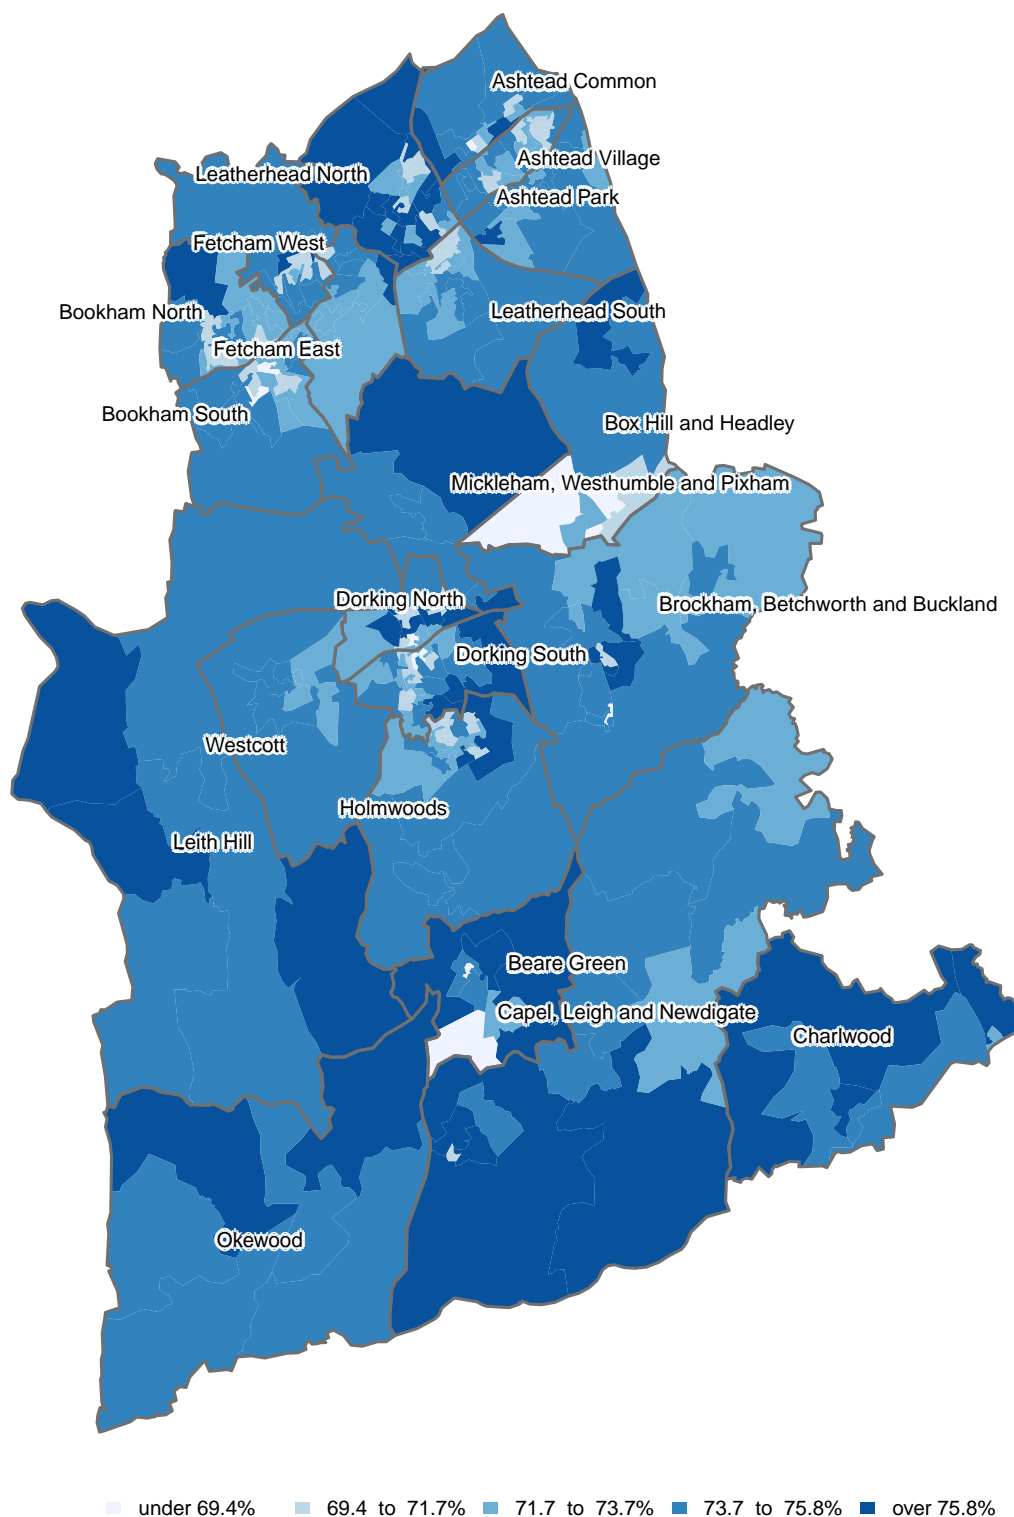 Ashtead Common
Ashtead Village
Leatherhead North
Ashtead Park
Fetcham West
Bookham North
Leatherhead South
Fetcham East
Bookham South
Box Hill and Headley
Mickleham, Westhumble and Pixham
Dorking North
Brockham, Betchworth and Buckland
Dorking South
Westcott
Holmwoods
Leith Hill
Beare Green
Capel, Leigh and Newdigate
Charlwood
Okewood
under 69.4% 69.4 to 71.7% 71.7 to 73.7% 73.7 to 75.8% over 75.8%